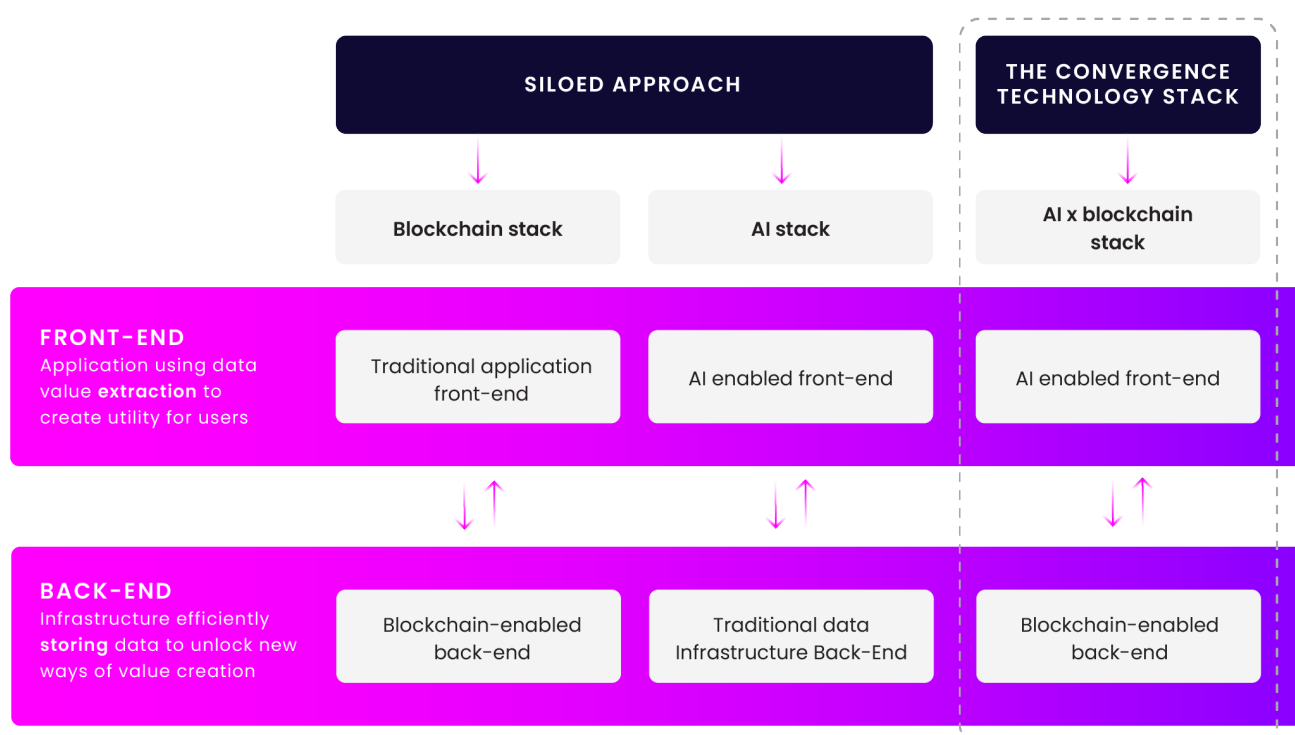 SILOED APPROACH
THE CONVERGENCE
TECHNOLOGY STACK
Blockchain stack
AI stack
AI x blockchain
stack
FRONT-END
Application using data
value extraction to
create utility for users
Traditional application
front-end
AI enabled front-end
AI enabled front-end
BACK-END
Infrastructure efficiently
storing data to unlock new
ways of value creation
Blockchain-enabled
back-end
Traditional data
Infrastructure Back-End
Blockchain-enabled
back-end